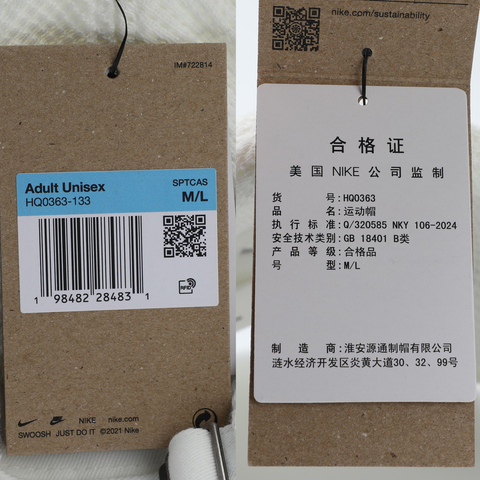 IM#722814
Adult Unisex
SPTCAS
HQ0363-133
M/L
1 98482 28483 1
RFID
NIKE nike.com
SWOOSH JUST DO IT ©2021 Nike
nike.com/sustainability
合格证
美国 NIKE 公司监制
货号:HQ0363
品名:运动帽
执行标准:Q/320585 NKY 106-2024
安全技术类别:GB 18401 B类
产品等级:合格品
号型:M/L
制造商:淮安源通制帽有限公司
涟水经济开发区炎黄大道30、32、99号